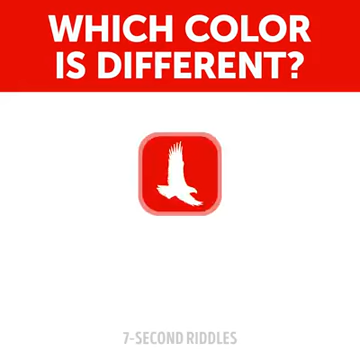 WHICH COLOR
IS DIFFERENT?
7-SECOND RIDDLES